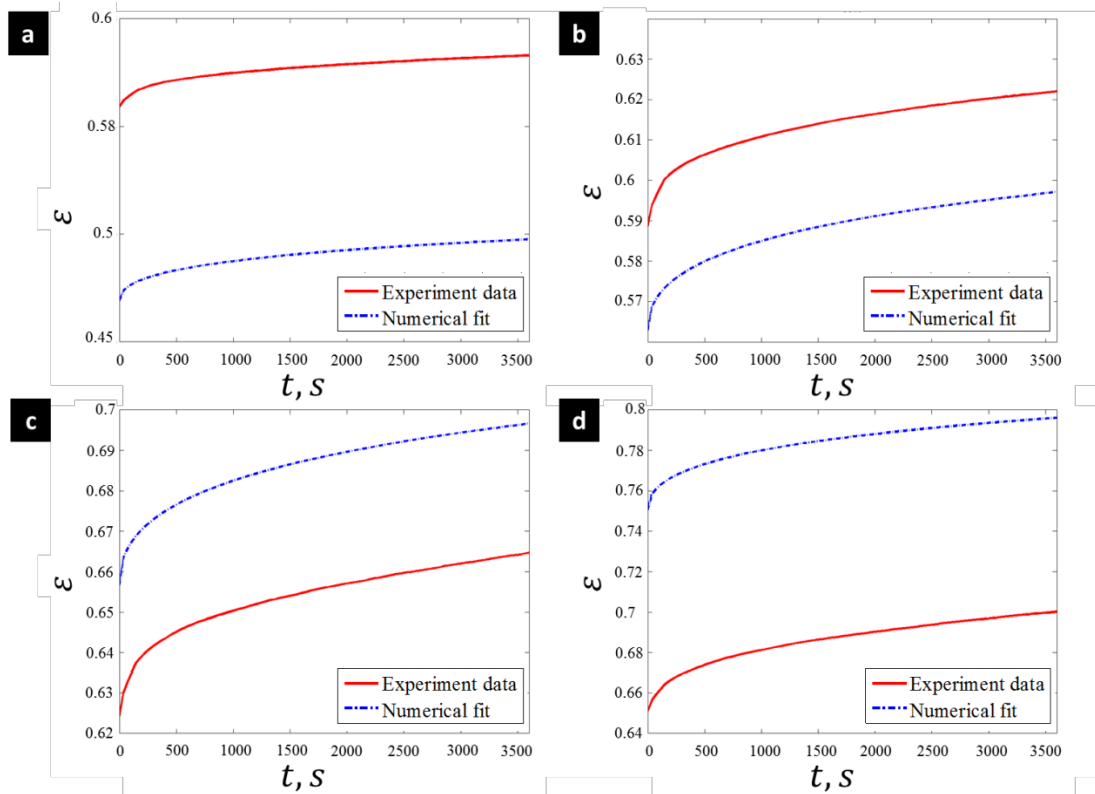 a
0.6
0.58
0.5
0.45
ε
0 500 1000 1500 2000 2500 3000 3500
t, s
Experiment data
Numerical fit
b
0.63
0.62
0.61
0.6
0.59
0.58
0.57
ε
0 500 1000 1500 2000 2500 3000 3500
t, s
Experiment data
Numerical fit
c
0.7
0.69
0.68
0.67
0.66
0.65
0.64
0.63
0.62
ε
0 500 1000 1500 2000 2500 3000 3500
t, s
Experiment data
Numerical fit
d
0.8
0.78
0.76
0.74
0.72
0.7
0.68
0.66
0.64
ε
0 500 1000 1500 2000 2500 3000 3500
t, s
Experiment data
Numerical fit